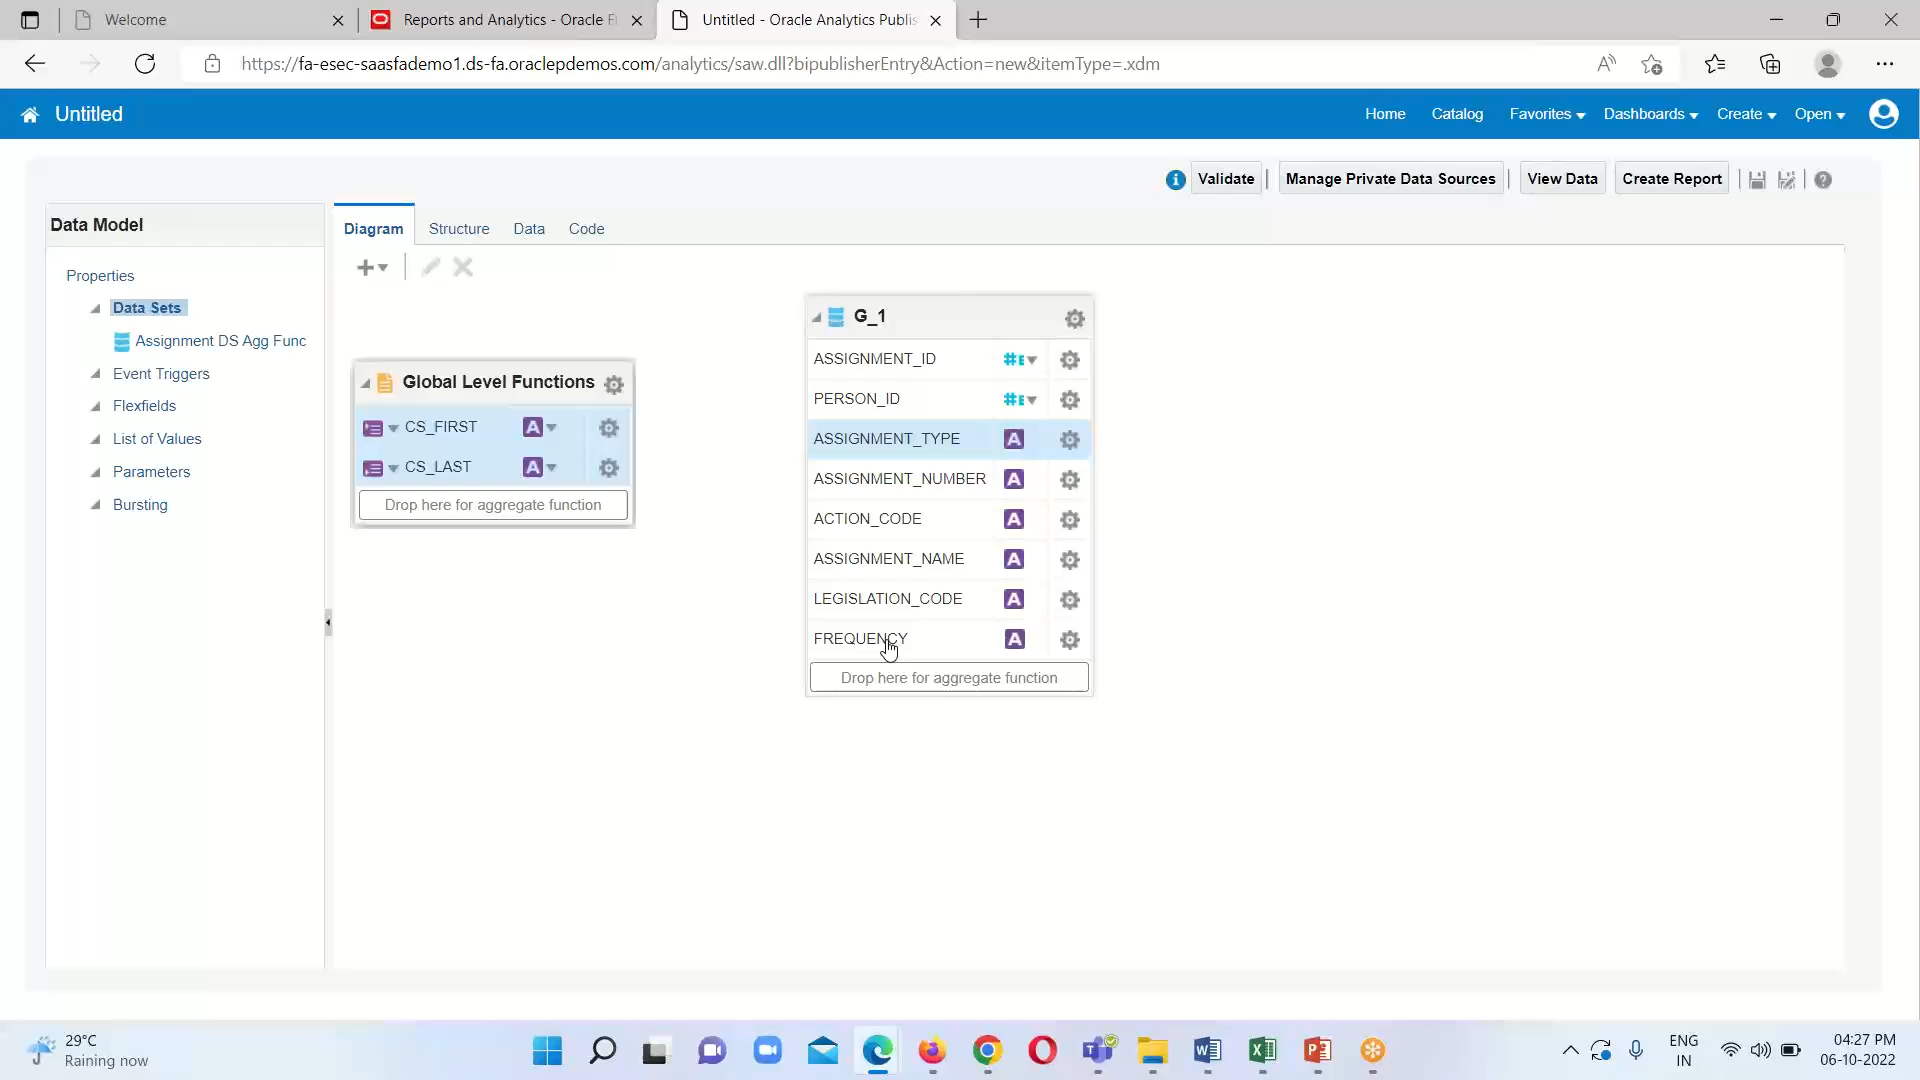 Welcome
Reports and Analytics - Oracle F
Untitled - Oracle Analytics Publis
https://fa-esec-saasfademo1.ds-fa.oraclepdemos.com/analytics/saw.dll?bipublisherEntry&Action=new&itemType=.xdm
Untitled
Home
Catalog
Favorites
Dashboards
Create
Open
Validate
Manage Private Data Sources
View Data
Create Report
Data Model
Diagram
Structure
Data
Code
Properties
Data Sets
Assignment DS Agg Func
Event Triggers
Flexfields
List of Values
Parameters
Bursting
Global Level Functions
CS_FIRST
A
CS_LAST
A
Drop here for aggregate function
G_1
ASSIGNMENT_ID
PERSON_ID
ASSIGNMENT_TYPE
A
ASSIGNMENT_NUMBER
A
ACTION_CODE
A
ASSIGNMENT_NAME
A
LEGISLATION_CODE
A
FREQUENCY
A
Drop here for aggregate function
29°C
Raining now
ENG
IN
04:27 PM
06-10-2022